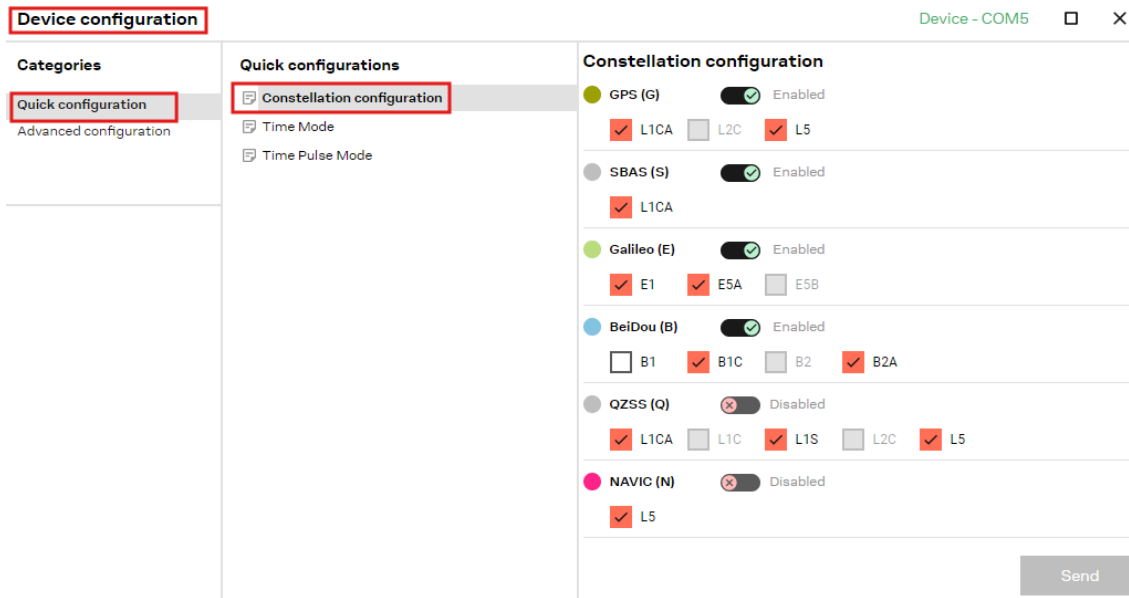 Device configuration
Device - COM5
Categories
Quick configuration
Advanced configuration
Quick configurations
Constellation configuration
Time Mode
Time Pulse Mode
Constellation configuration
GPS (G) Enabled
L1CA L2C L5
SBAS (S) Enabled
L1CA
Galileo (E) Enabled
E1 E5A E5B
BeiDou (B) Enabled
B1 B1C B2 B2A
QZSS (Q) Disabled
L1CA L1C L1S L2C L5
NAVIC (N) Disabled
L5
Send